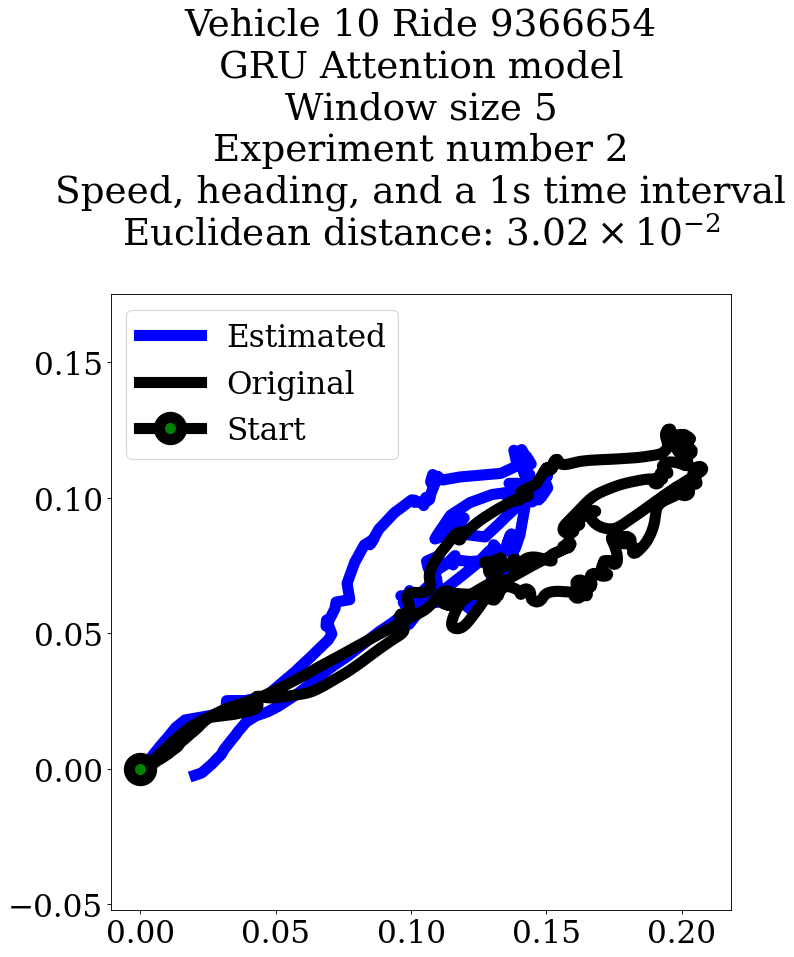 Vehicle 10 Ride 9366654
GRU Attention model
Window size 5
Experiment number 2
Speed, heading, and a 1s time interval
Euclidean distance: 3.02 × 10⁻²
Estimated
Original
Start
0.15
0.10
0.05
0.00
−0.05
0.00 0.05 0.10 0.15 0.20